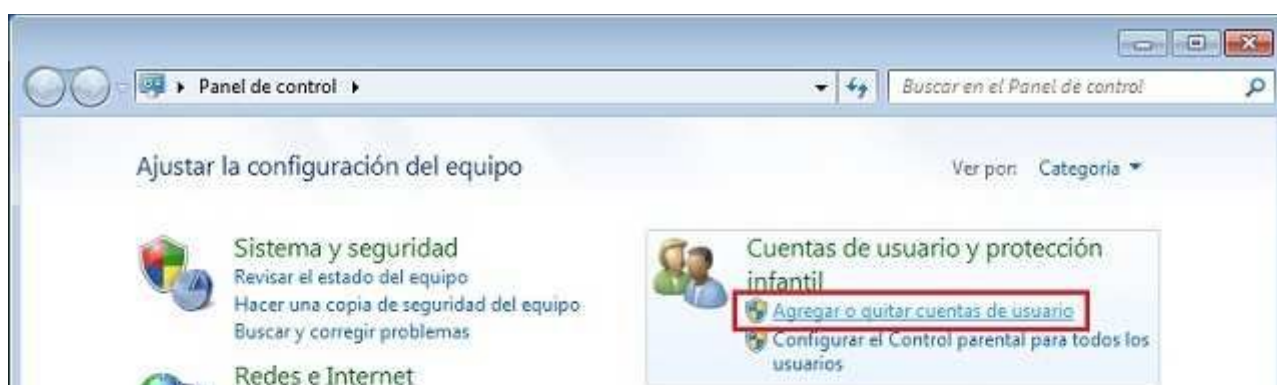 Panel de control
Buscar en el Panel de control
Ajustar la configuración del equipo
Ver por: Categoría
Sistema y seguridad
Revisar el estado del equipo
Hacer una copia de seguridad del equipo
Buscar y corregir problemas
Cuentas de usuario y protección
infantil
Agregar o quitar cuentas de usuario
Configurar el Control parental para todos los
usuarios
Redes e Internet